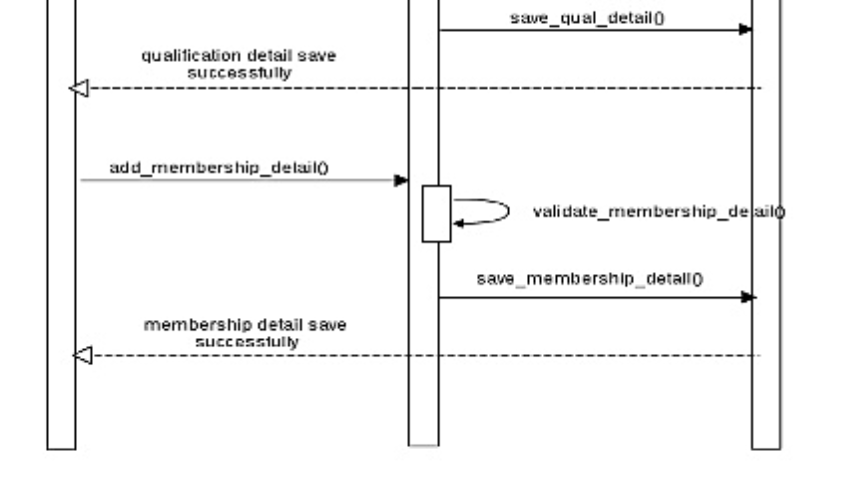 save_qual_detail()
qualification detail save
successfully
add_membership_detail()
validate_membership_detail()
save_membership_detail()
membership detail save
successfully